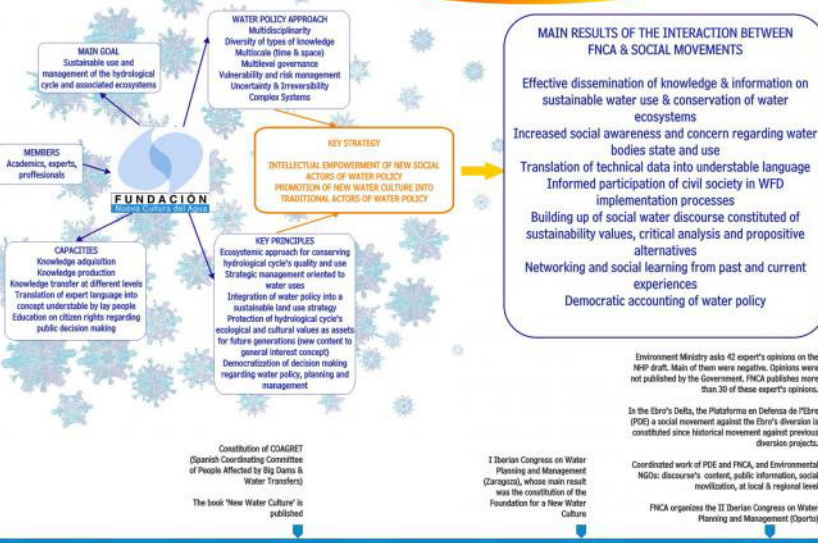 WATER POLICY APPROACH
Multidisciplinarity
Diversity of types of knowledge
Multiscale (time & space)
Multilevel governance
Vulnerability and risk management
Uncertainty & Irreversibility
Complex Systems
MAIN GOAL
Sustainable use and
management of the hydrological
cycle and associated ecosystems
MEMBERS
Academics, experts,
proffesionals
FUNDACIÓN
Nueva Cultura del Agua
KEY STRATEGY
INTELLECTUAL EMPOWERMENT OF NEW SOCIAL
ACTORS OF WATER POLICY
PROMOTION OF NEW WATER CULTURE INTO
TRADITIONAL ACTORS OF WATER POLICY
CAPACITIES
Knowledge adquisition
Knowledge production
Knowledge transfer at different levels
Translation of expert language into
concept understable by lay people
Education on citizen rights regarding
public decision making
KEY PRINCIPLES
Ecosystemic approach for conserving
hydrological cycle's quality and use
Strategic management oriented to
water uses
Integration of water policy into a
sustainable land use strategy
Protection of hydrological cycle's
ecological and cultural values as assets
for future generations (new content to
general interest concept)
Democratization of decision making
regarding water policy, planning and
management
MAIN RESULTS OF THE INTERACTION BETWEEN
FNCA & SOCIAL MOVEMENTS
Effective dissemination of knowledge & information on
sustainable water use & conservation of water
ecosystems
Increased social awareness and concern regarding water
bodies state and use
Translation of technical data into understable language
Informed participation of civil society in WFD
implementation processes
Building up of social water discourse constituted of
sustainability values, critical analysis and propositive
alternatives
Networking and social learning from past and current
experiences
Democratic accounting of water policy
Constitution of COAGRET
(Spanish Coordinating Committee
of People Affected by Big Dams &
Water Transfers)
The book 'New Water Culture' is
published
I Iberian Congress on Water
Planning and Management
(Zaragoza), whose main result
was the constitution of the
Foundation for a New Water
Culture
Environment Ministry asks 42 expert's opinions on the
NHP draft. Main of them were negative. Opinions were
not published by the Government. FNCA publishes more
than 30 of these expert's opinions.
In the Ebro's Delta, the Plataforma en Defensa de l'Ebre
(PDE) a social movement against the Ebro's diversion is
constituted since historical movement against previous
diversion projects.
Coordinated work of PDE and FNCA, and Environmental
NGOs: discourse's content, public information, social
movilization, at local & regional level
FNCA organizes the II Iberian Congress on Water
Planning and Management (Oporto)